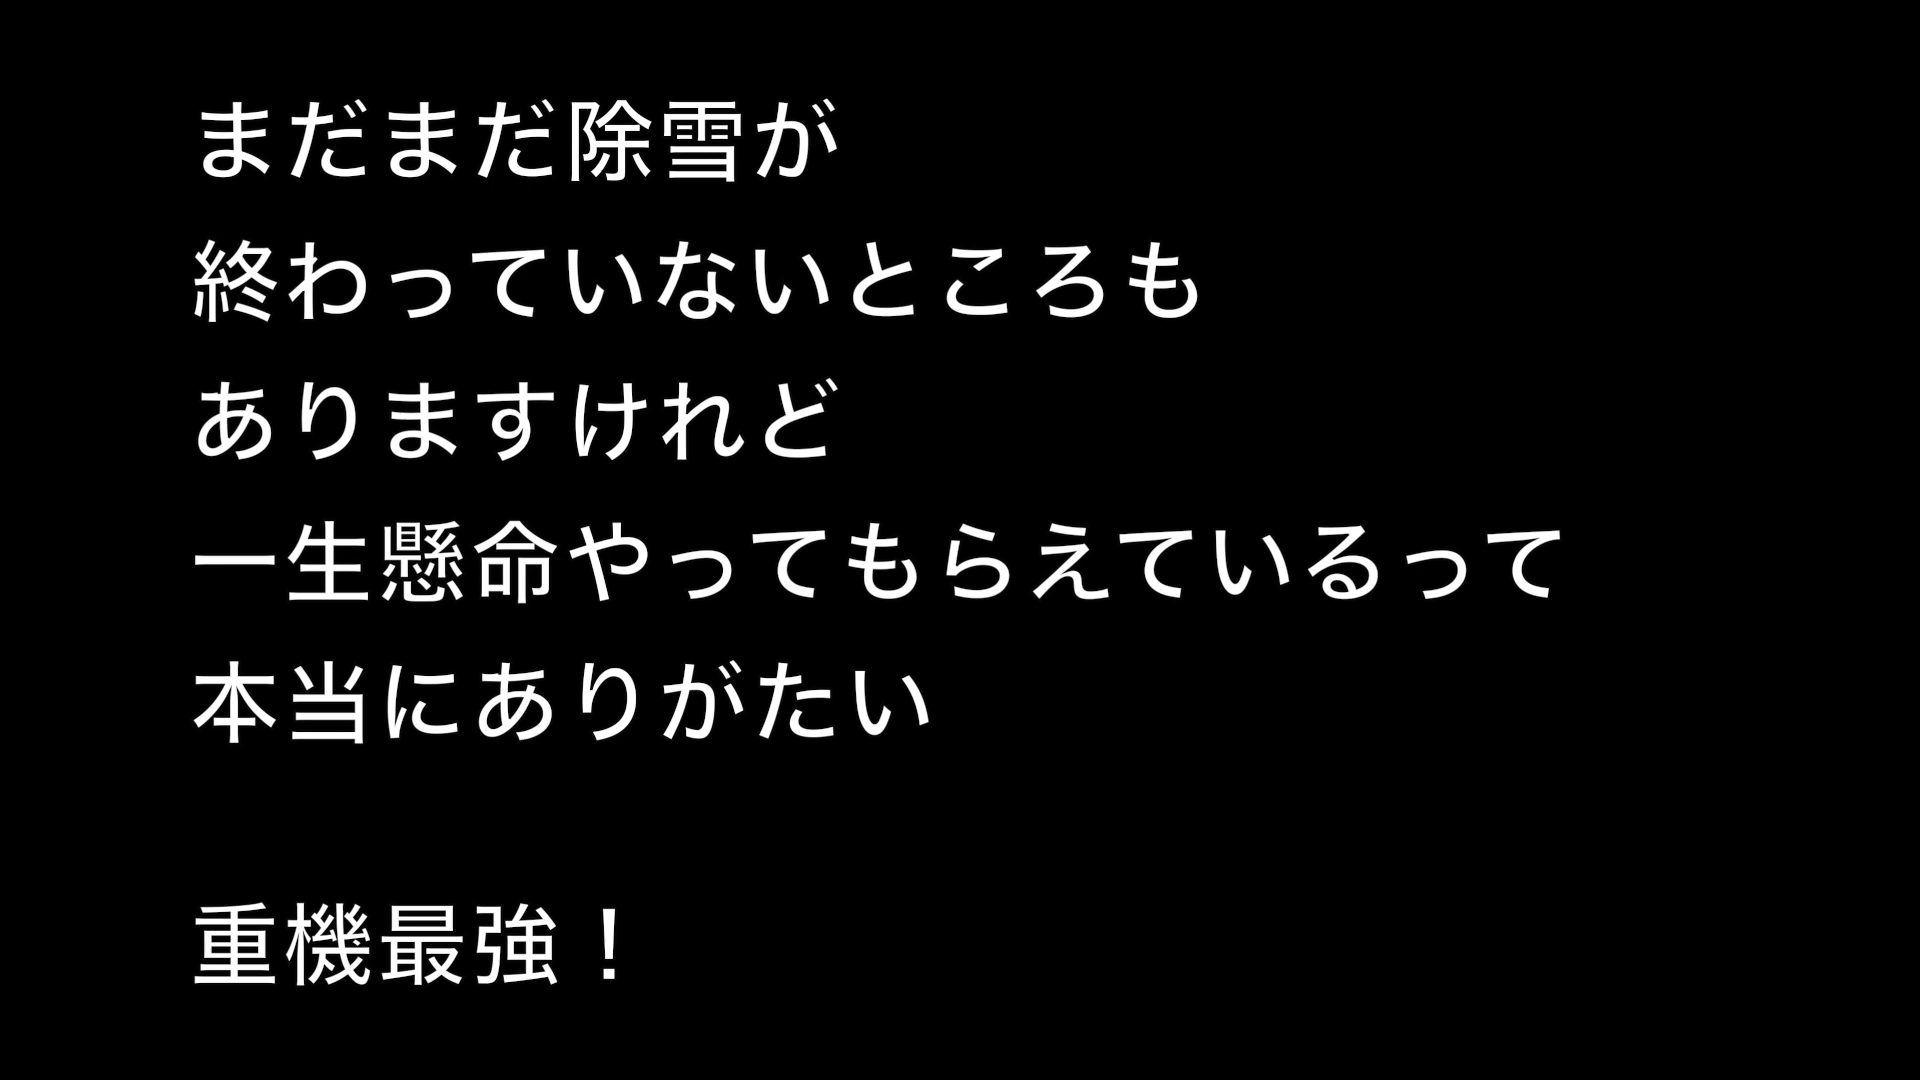 まだまだ除雪が
終わっていないところも
ありますけれど
一生懸命やってもらえているって
本当にありがたい
重機最強！